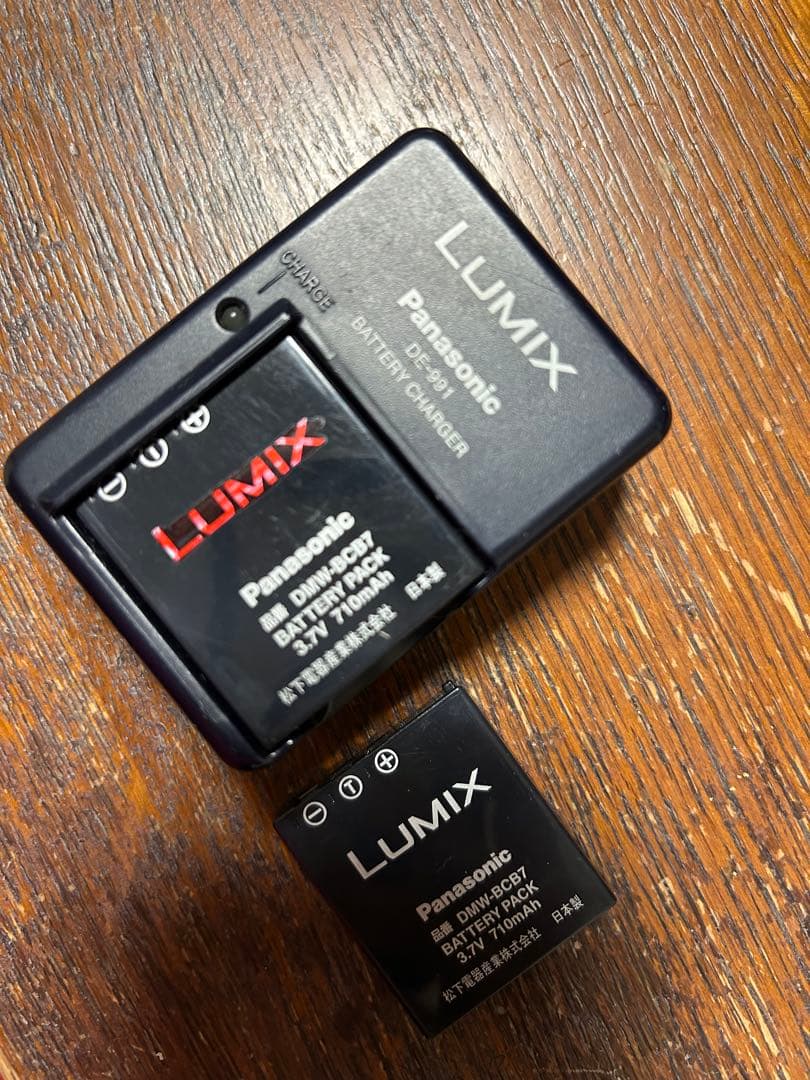 LUMIX
Panasonic
DE-991
BATTERY CHARGER
CHARGE
− T +
LUMIX
Panasonic
品番 DMW-BCB7
BATTERY PACK
3.7V 710mAh
松下電器産業株式会社 日本製
− T +
LUMIX
Panasonic
品番 DMW-BCB7
BATTERY PACK
3.7V 710mAh
松下電器産業株式会社 日本製